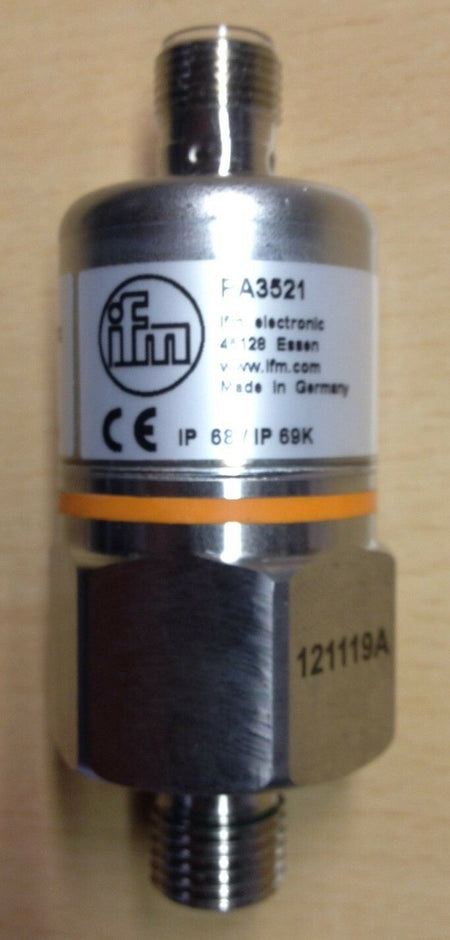 ifm
PA3521
ifm electronic
45128 Essen
www.ifm.com
Made in Germany
CE IP 68 / IP 69K
121119A